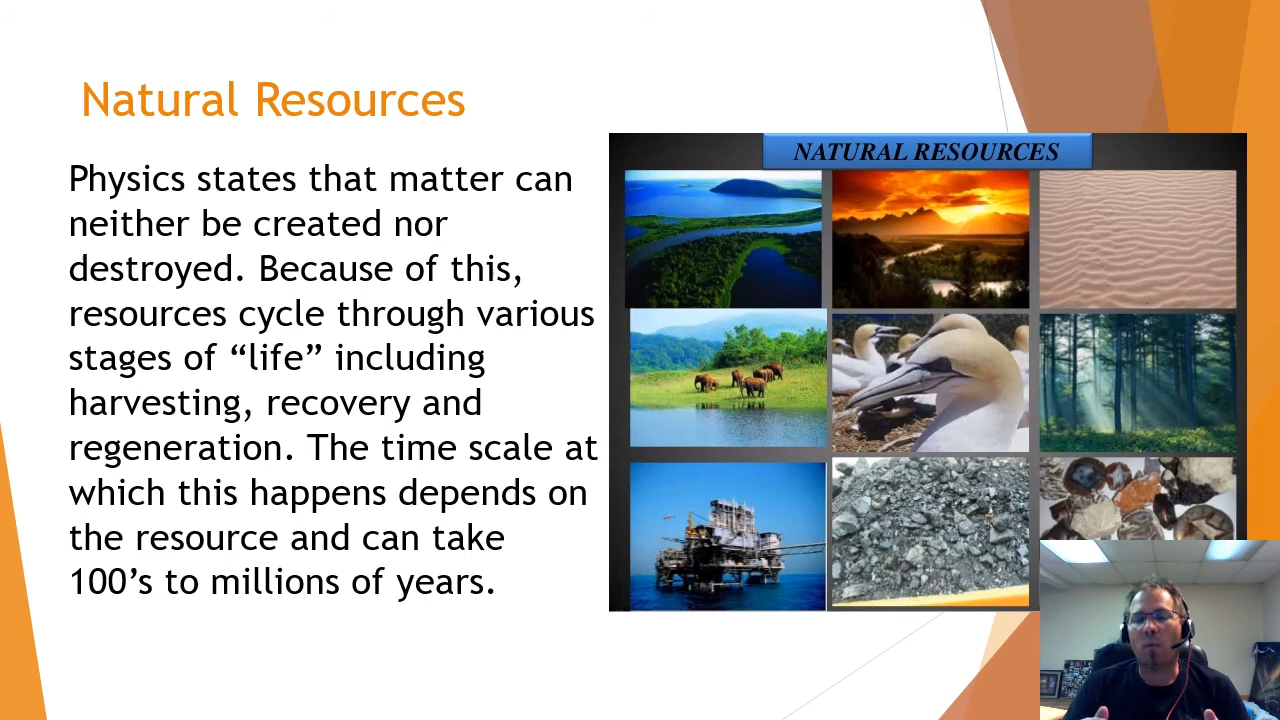 Natural Resources
Physics states that matter can
neither be created nor
destroyed. Because of this,
resources cycle through various
stages of “life” including
harvesting, recovery and
regeneration. The time scale at
which this happens depends on
the resource and can take
100’s to millions of years.
NATURAL RESOURCES